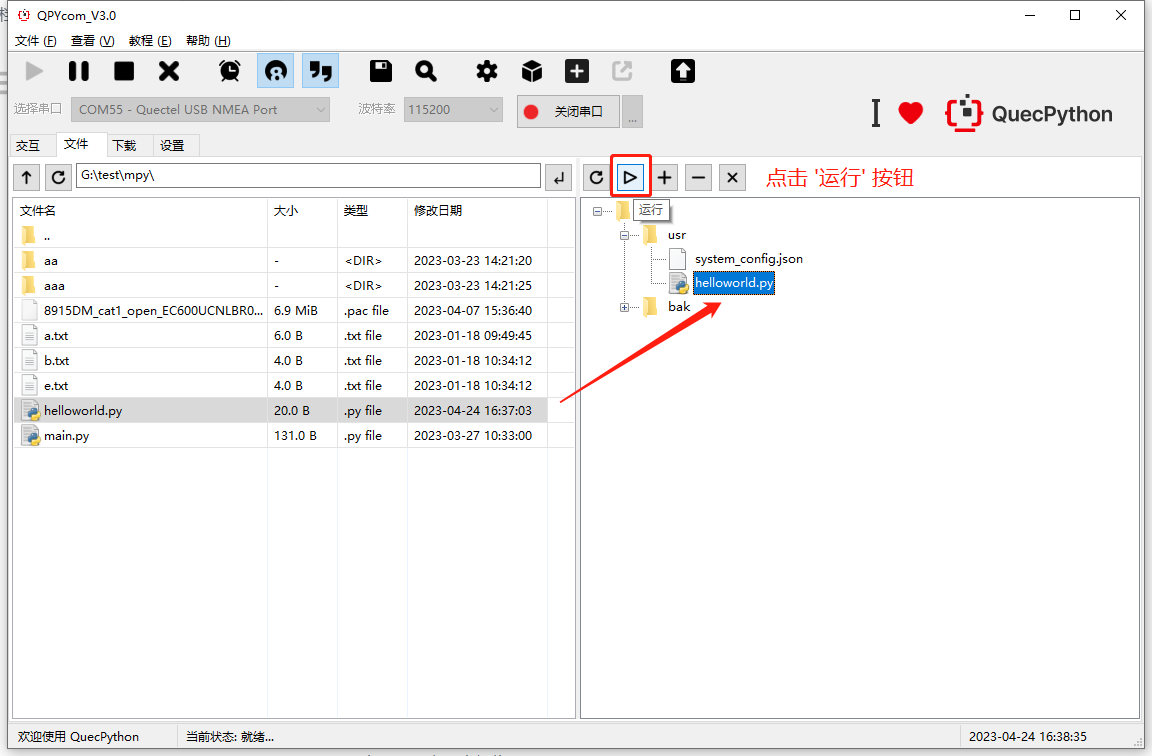 QPYcom_V3.0
文件 (F) 查看 (V) 教程 (E) 帮助 (H)
选择串口 COM55 - Quectel USB NMEA Port 波特率 115200 关闭串口 ...
QuecPython
交互 文件 下载 设置
G:\test\mpy\
点击 '运行' 按钮
运行
文件名 大小 类型 修改日期
..
aa - <DIR> 2023-03-23 14:21:20
aaa - <DIR> 2023-03-23 14:21:25
8915DM_cat1_open_EC600UCNLBR0... 6.9 MiB .pac file 2023-04-07 15:36:40
a.txt 6.0 B .txt file 2023-01-18 09:49:45
b.txt 4.0 B .txt file 2023-01-18 10:34:12
e.txt 4.0 B .txt file 2023-01-18 10:34:12
helloworld.py 20.0 B .py file 2023-04-24 16:37:03
main.py 131.0 B .py file 2023-03-27 10:33:00
usr
system_config.json
helloworld.py
bak
欢迎使用 QuecPython 当前状态: 就绪... 2023-04-24 16:38:35